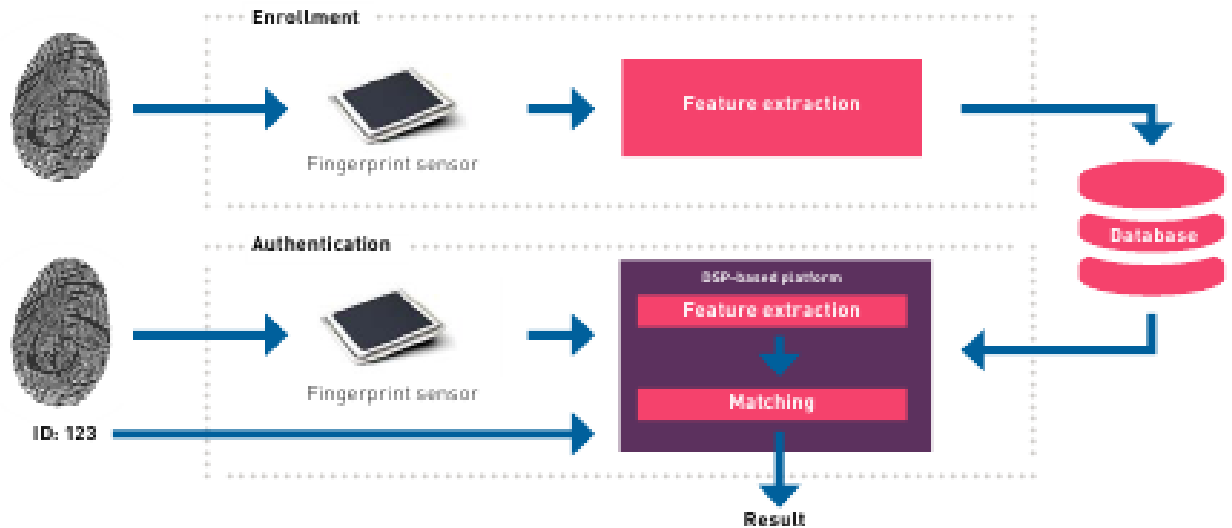 Enrollment
Feature extraction
Fingerprint sensor
Database
Authentication
DSP-based platform
Feature extraction
Fingerprint sensor
Matching
ID: 123
Result